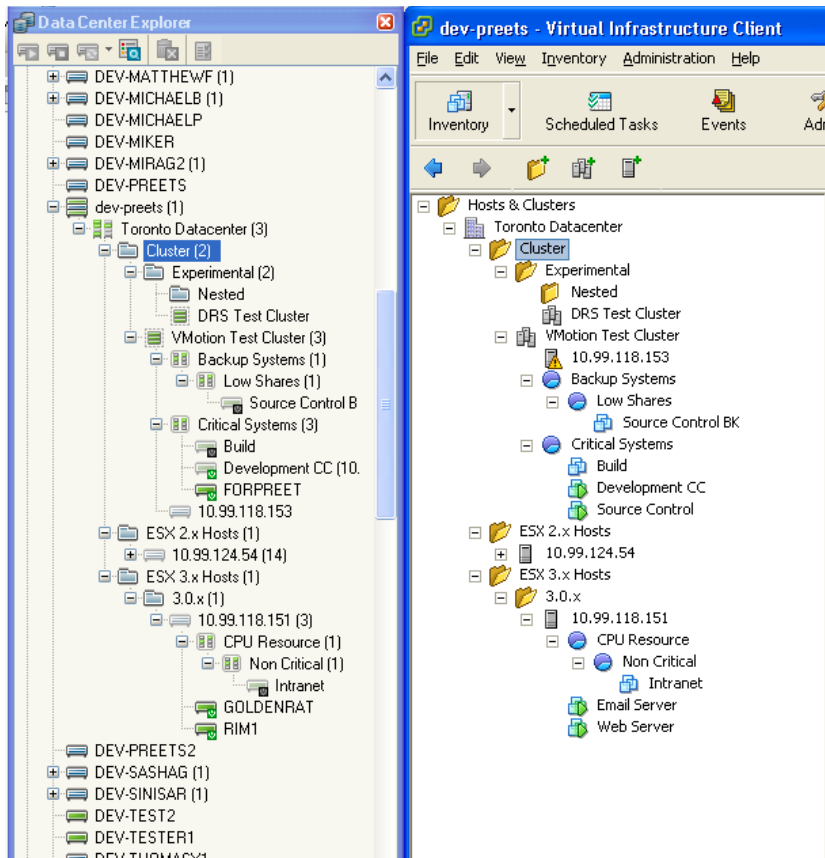 Data Center Explorer
DEV-MATTHEWF (1)
DEV-MICHAELB (1)
DEV-MICHAELP
DEV-MIKER
DEV-MIRAG2 (1)
DEV-PREETS
dev-preets (1)
Toronto Datacenter (3)
Cluster (2)
Experimental (2)
Nested
DRS Test Cluster
VMotion Test Cluster (3)
Backup Systems (1)
Low Shares (1)
Source Control B
Critical Systems (3)
Build
Development CC (10.
FORPREET
10.99.118.153
ESX 2.x Hosts (1)
10.99.124.54 (14)
ESX 3.x Hosts (1)
3.0.x (1)
10.99.118.151 (3)
CPU Resource (1)
Non Critical (1)
Intranet
GOLDENRAT
RIM1
DEV-PREETS2
DEV-SASHAG (1)
DEV-SINISAR (1)
DEV-TEST2
DEV-TESTER1
dev-preets - Virtual Infrastructure Client
File Edit View Inventory Administration Help
Inventory Scheduled Tasks Events Adm
Hosts & Clusters
Toronto Datacenter
Cluster
Experimental
Nested
DRS Test Cluster
VMotion Test Cluster
10.99.118.153
Backup Systems
Low Shares
Source Control BK
Critical Systems
Build
Development CC
Source Control
ESX 2.x Hosts
10.99.124.54
ESX 3.x Hosts
3.0.x
10.99.118.151
CPU Resource
Non Critical
Intranet
Email Server
Web Server